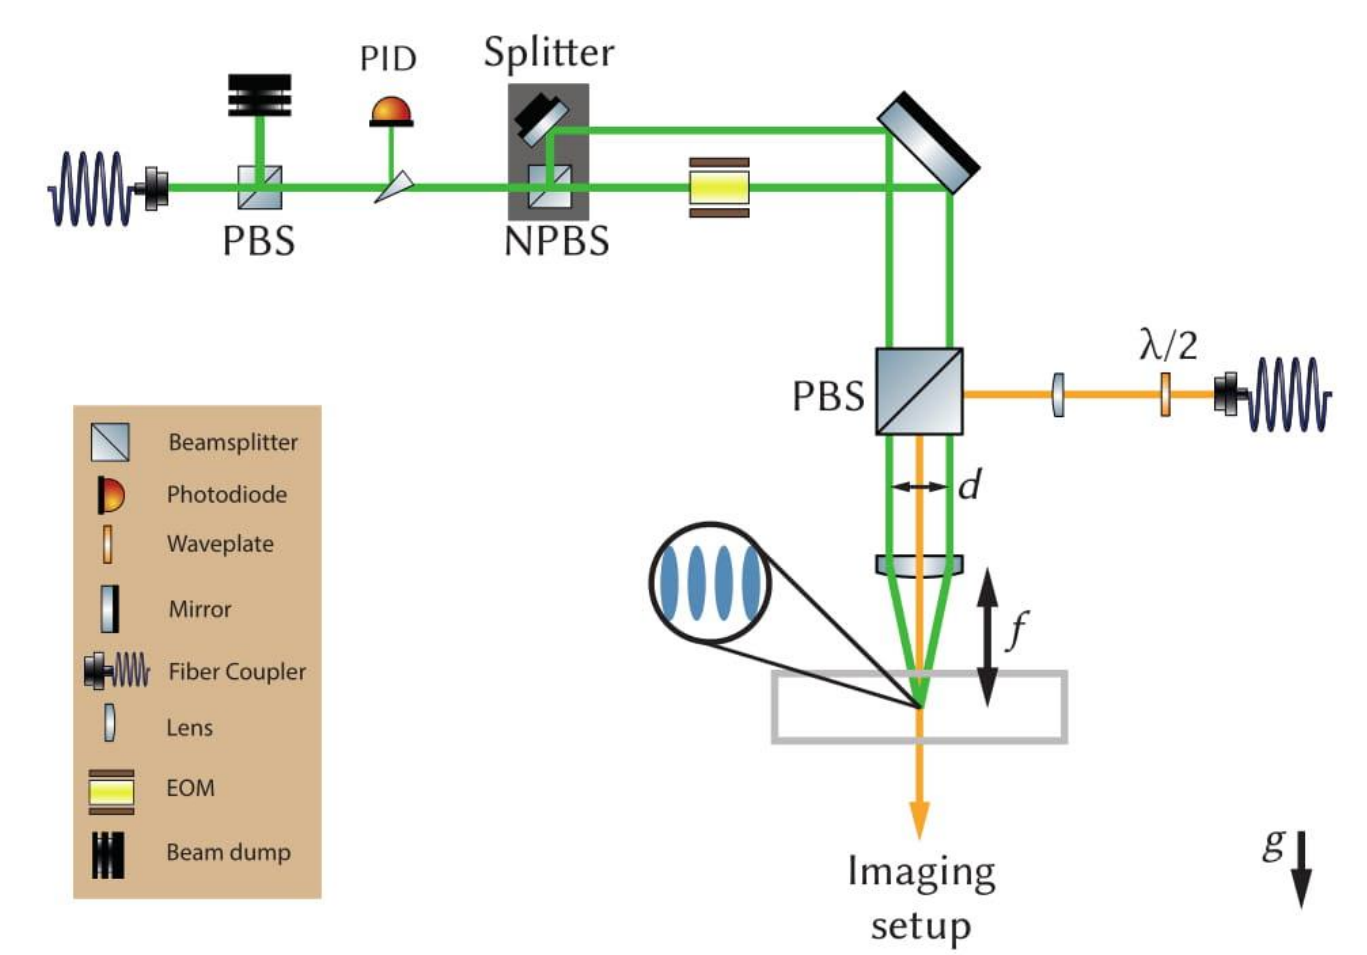 Splitter
PID
PBS
NPBS
λ/2
PBS
d
f
g
Imaging
setup
Beamsplitter
Photodiode
Waveplate
Mirror
Fiber Coupler
Lens
EOM
Beam dump